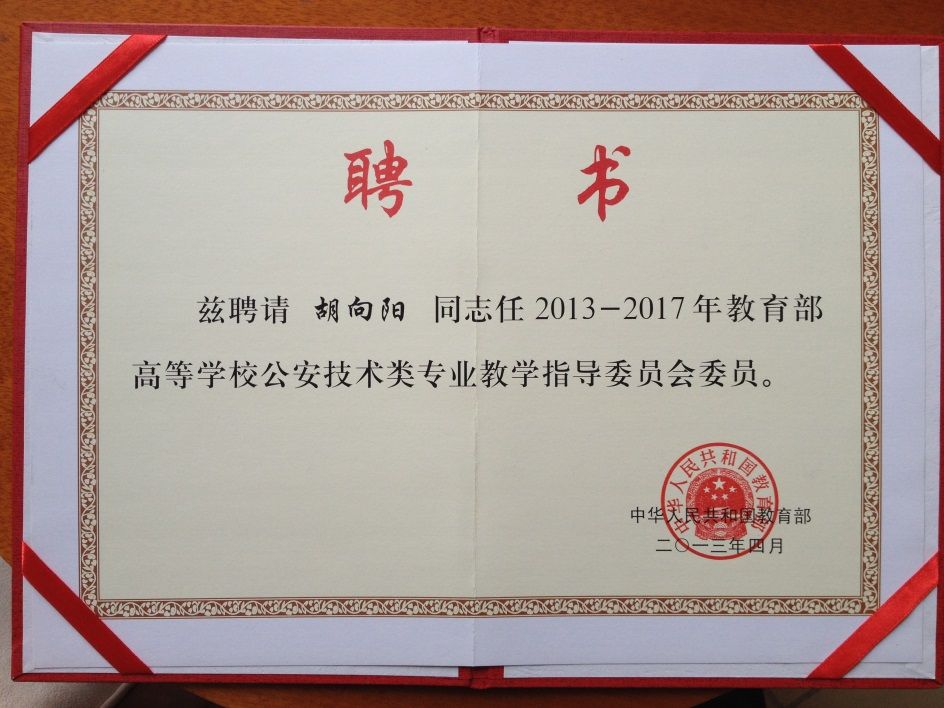 聘 书
兹聘请 胡向阳 同志任 2013-2017 年教育部
高等学校公安技术类专业教学指导委员会委员。
中华人民共和国教育部
中华人民共和国教育部
二〇一三年四月